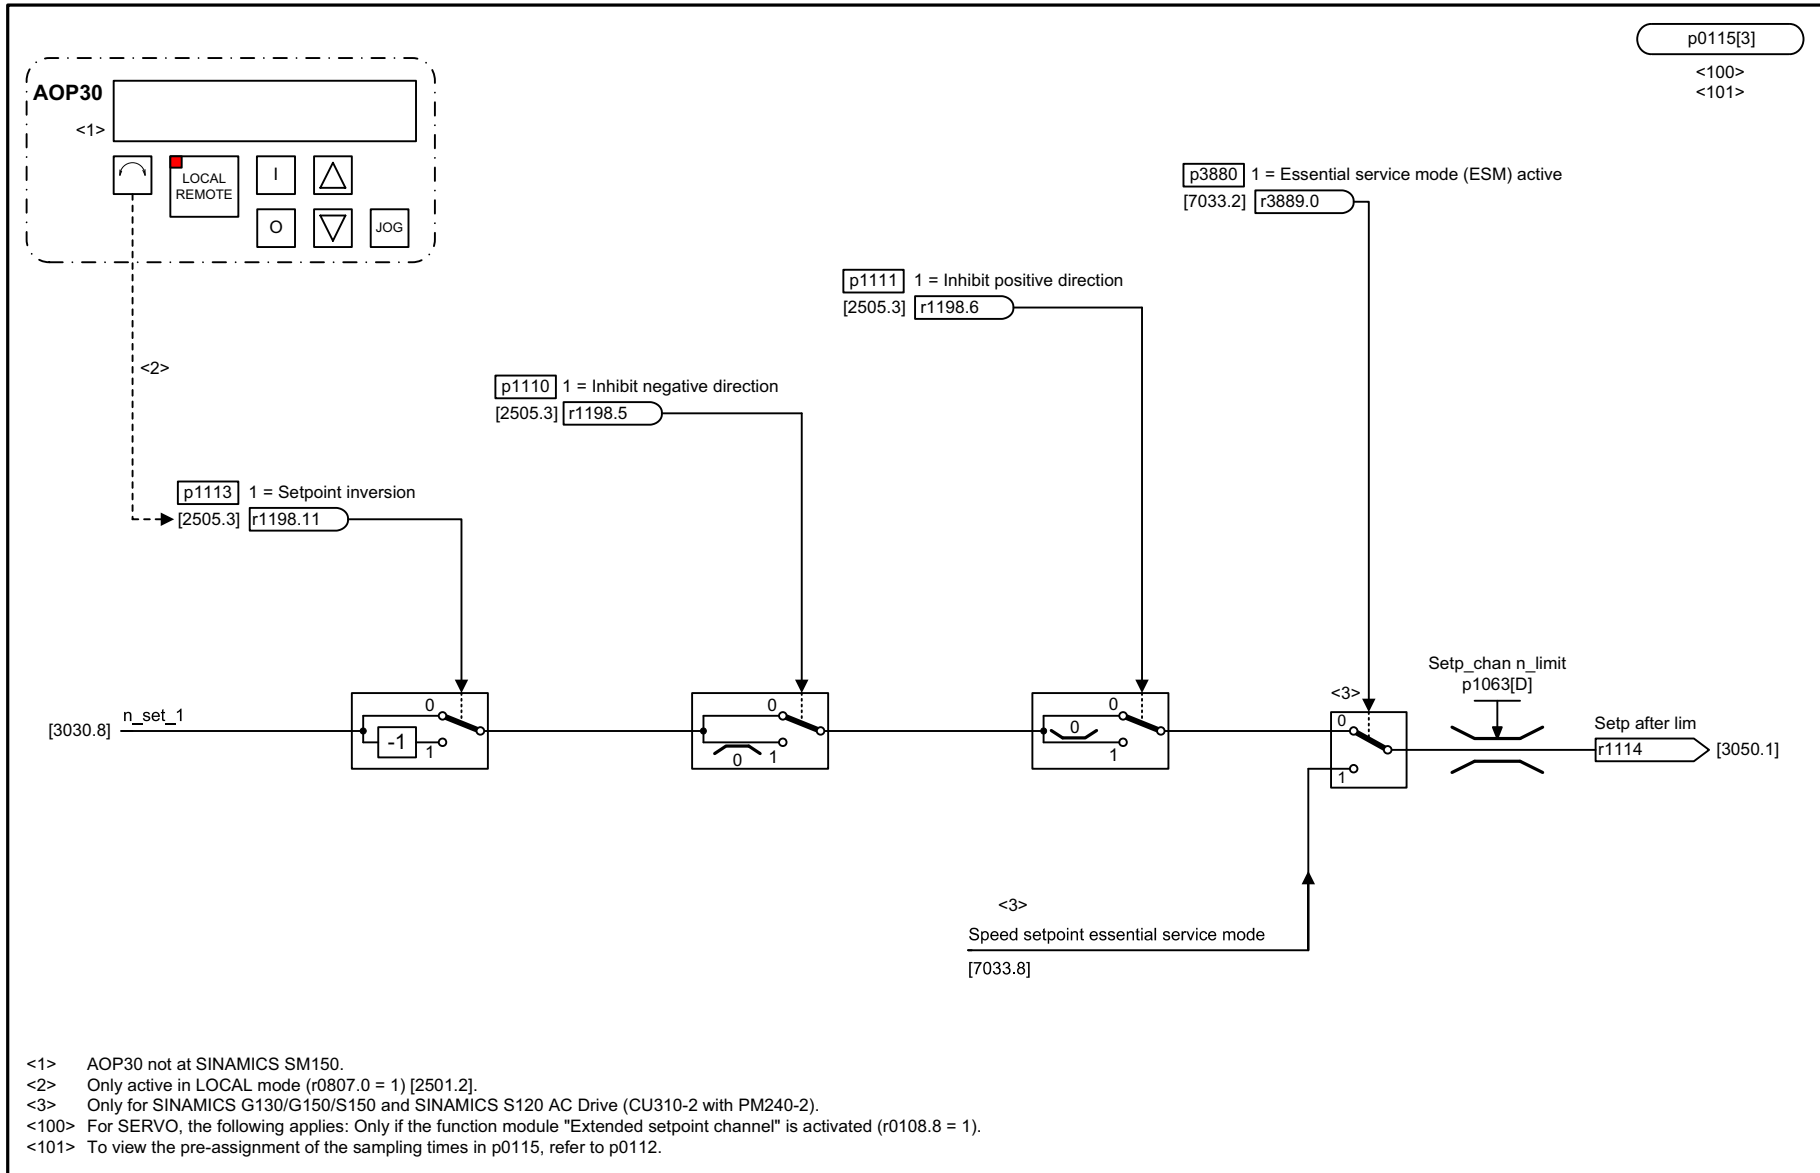 p0115[3]
<100>
<101>
AOP30
<1>
LOCAL
REMOTE
I
O
JOG
p3880 1 = Essential service mode (ESM) active
[7033.2] r3889.0
p1111 1 = Inhibit positive direction
[2505.3] r1198.6
<2>
p1110 1 = Inhibit negative direction
[2505.3] r1198.5
p1113 1 = Setpoint inversion
[2505.3] r1198.11
Setp_chan n_limit
p1063[D]
<3>
[3030.8] n_set_1
0
-1
1
0
0
1
0
0
1
0
1
Setp after lim
r1114 [3050.1]
<3>
Speed setpoint essential service mode
[7033.8]
<1> AOP30 not at SINAMICS SM150.
<2> Only active in LOCAL mode (r0807.0 = 1) [2501.2].
<3> Only for SINAMICS G130/G150/S150 and SINAMICS S120 AC Drive (CU310-2 with PM240-2).
<100> For SERVO, the following applies: Only if the function module "Extended setpoint channel" is activated (r0108.8 = 1).
<101> To view the pre-assignment of the sampling times in p0115, refer to p0112.